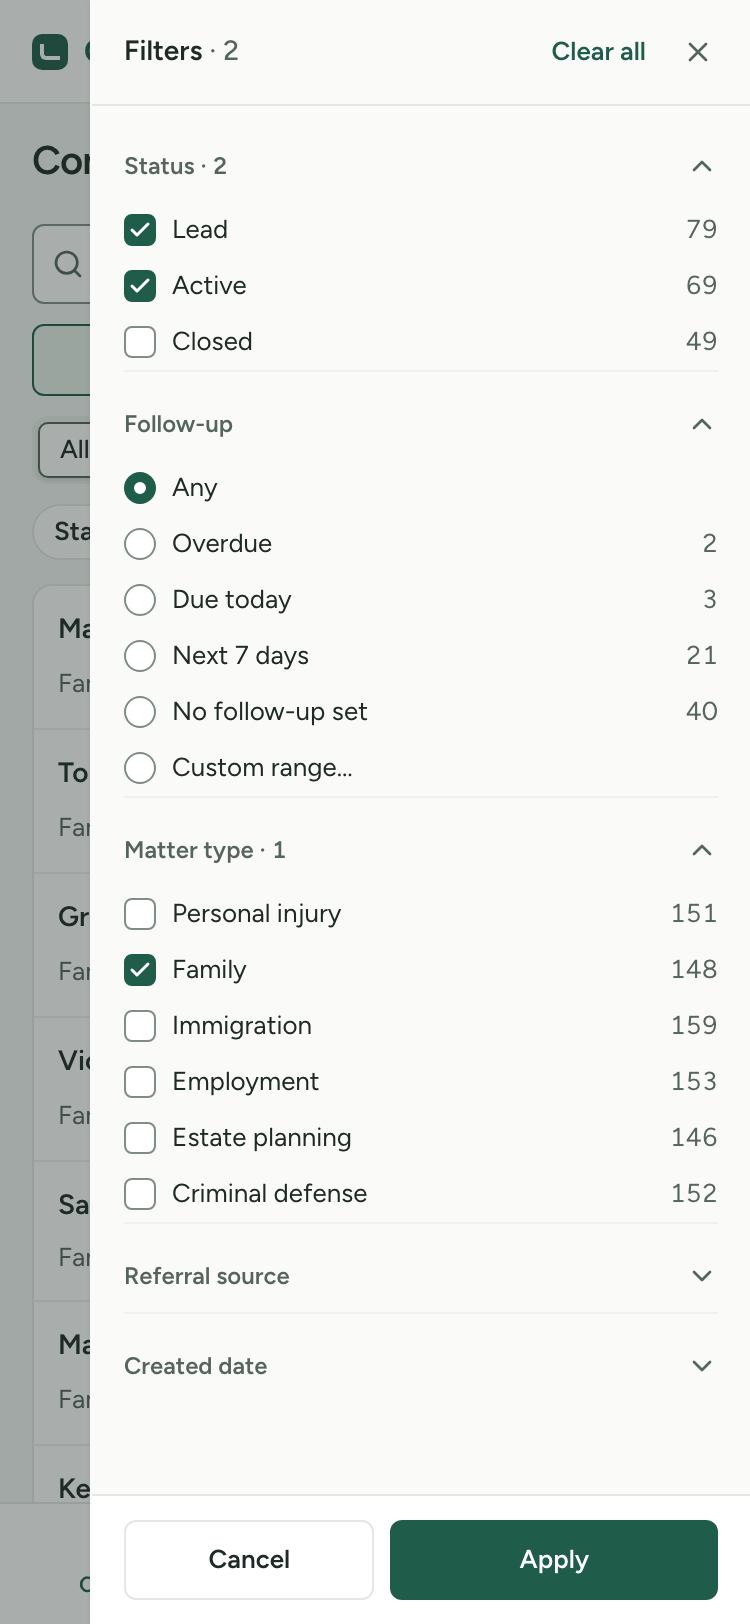 Filters · 2
Clear all
Status · 2
Lead 79
Active 69
Closed 49
Follow-up
Any
Overdue 2
Due today 3
Next 7 days 21
No follow-up set 40
Custom range...
Matter type · 1
Personal injury 151
Family 148
Immigration 159
Employment 153
Estate planning 146
Criminal defense 152
Referral source
Created date
Cancel
Apply
All